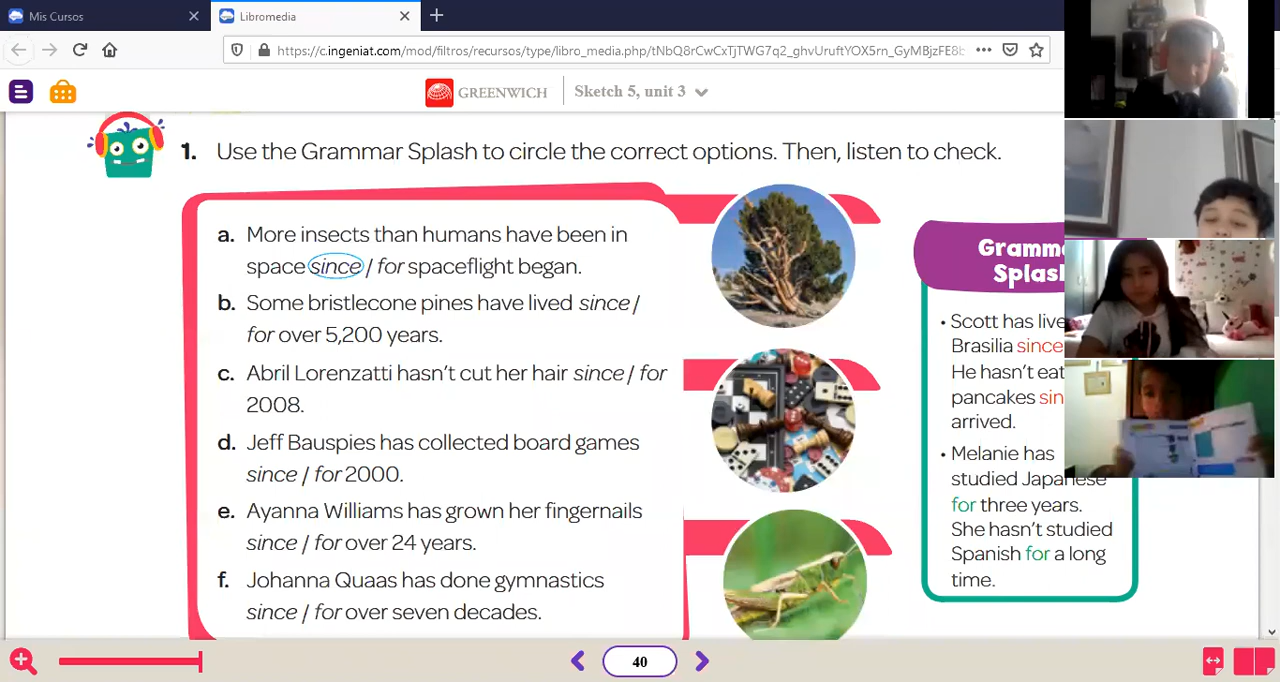 Mis Cursos
Libromedia
https://c.ingeniat.com/mod/filtros/recursos/type/libro_media.php/tNbQ8rCwCxTjTWG7q2_ghvUruftYOX5rn_GyMBjzFE8b
GREENWICH
Sketch 5, unit 3
1. Use the Grammar Splash to circle the correct options. Then, listen to check.
a. More insects than humans have been in
space since / for spaceflight began.
b. Some bristlecone pines have lived since /
for over 5,200 years.
c. Abril Lorenzatti hasn't cut her hair since / for
2008.
d. Jeff Bauspies has collected board games
since / for 2000.
e. Ayanna Williams has grown her fingernails
since / for over 24 years.
f. Johanna Quaas has done gymnastics
since / for over seven decades.
Gramma
Splas
• Scott has live
Brasilia since
He hasn't eat
pancakes sin
arrived.
• Melanie has
studied Japanese
for three years.
She hasn't studied
Spanish for a long
time.
40